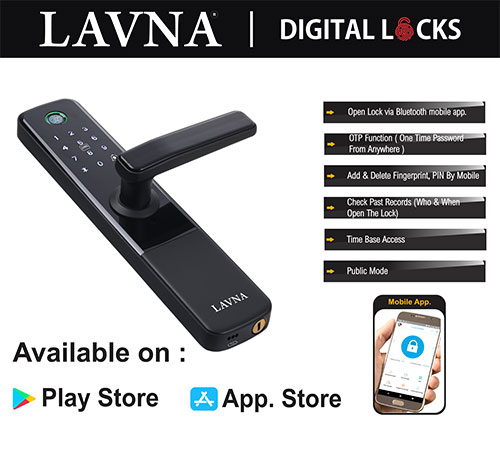 LAVNA® | DIGITAL LOCKS
Open Lock via Bluetooth mobile app.
OTP Function ( One Time Password
From Anywhere )
Add & Delete Fingerprint, PIN By Mobile
Check Past Records (Who & When
Open The Lock)
Time Base Access
Public Mode
LAVNA
Mobile App.
Available on :
Play Store
App. Store